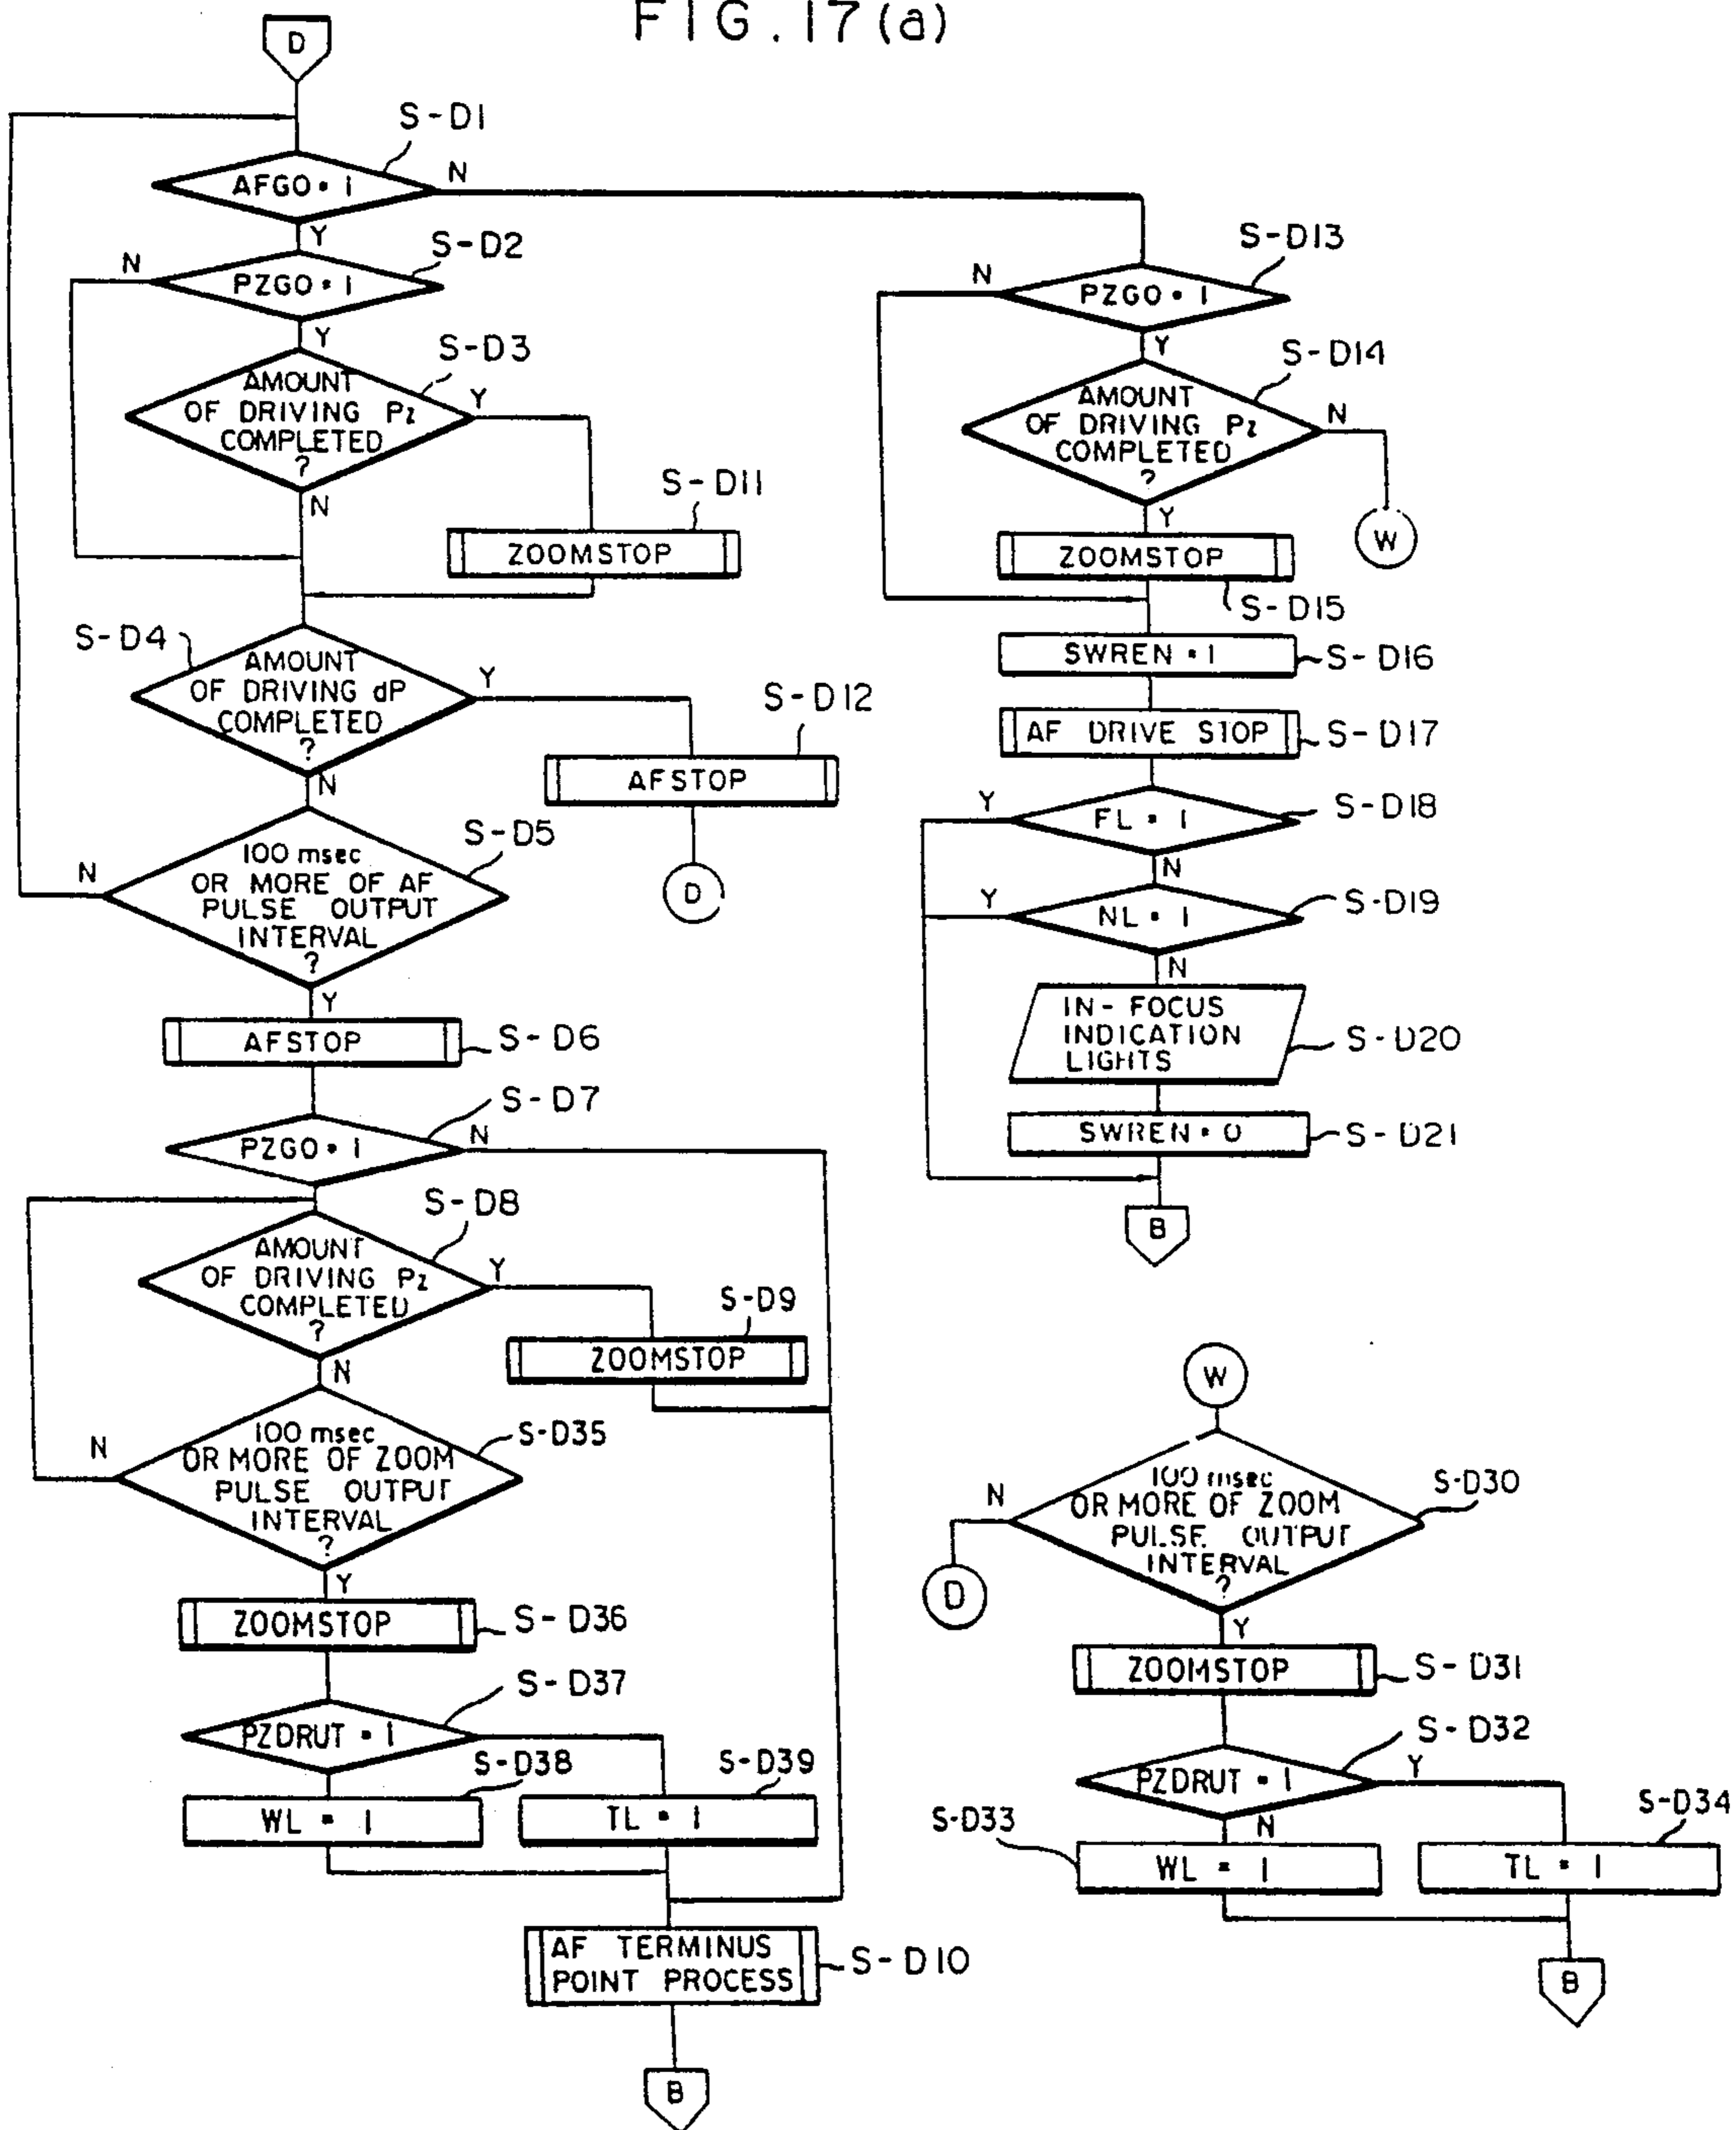 FIG. 17(a)
D
S-D1
AFGO = 1
N
Y
S-D2
N
PZGO = 1
Y
S-D3
AMOUNT
OF DRIVING Pz
COMPLETED
?
Y
N
S-D11
ZOOMSTOP
S-D4
AMOUNT
OF DRIVING dP
COMPLETED
?
Y
N
S-D12
AFSTOP
D
S-D5
100 msec
OR MORE OF AF
PULSE OUTPUT
INTERVAL
?
N
Y
AFSTOP
S-D6
S-D7
PZGO = 1
N
S-D8
AMOUNT
OF DRIVING Pz
COMPLETED
?
Y
N
S-D9
ZOOMSTOP
S-D35
100 msec
OR MORE OF ZOOM
PULSE OUTPUT
INTERVAL
?
N
Y
ZOOMSTOP
S-D36
S-D37
PZDRUT = 1
S-D38
WL = 1
S-D39
TL = 1
AF TERMINUS
POINT PROCESS
S-D10
B
S-D13
N
PZGO = 1
Y
S-D14
AMOUNT
OF DRIVING Pz
COMPLETED
?
N
Y
W
ZOOMSTOP
S-D15
SWREN = 1
S-D16
AF DRIVE STOP
S-D17
Y
FL = 1
S-D18
N
Y
NL = 1
S-D19
N
IN-FOCUS
INDICATION
LIGHTS
S-D20
SWREN = 0
S-D21
B
W
100 msec
OR MORE OF ZOOM
PULSE OUTPUT
INTERVAL
?
S-D30
N
D
Y
ZOOMSTOP
S-D31
S-D32
PZDRUT = 1
Y
N
S-D33
WL = 1
S-D34
TL = 1
B